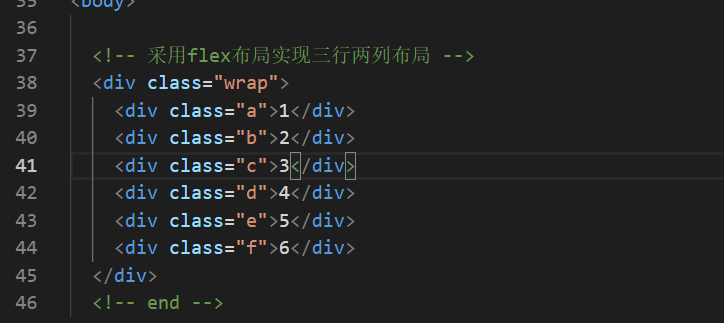 35 <body>
36
37 <!-- 采用flex布局实现三行两列布局 -->
38 <div class="wrap">
39 <div class="a">1</div>
40 <div class="b">2</div>
41 <div class="c">3</div>
42 <div class="d">4</div>
43 <div class="e">5</div>
44 <div class="f">6</div>
45 </div>
46 <!-- end -->